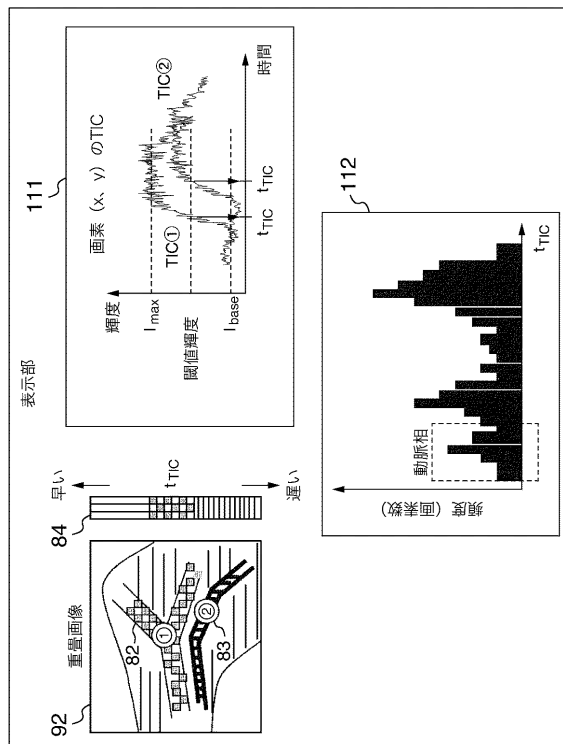 表示部
92
重畳画像
82
①
②
83
84
早い
tTIC
遅い
111
画素（x、y）のTIC
輝度
Imax
閾値輝度
Ibase
TIC①
TIC②
tTIC
tTIC
時間
112
頻度（画素数）
動脈相
tTIC